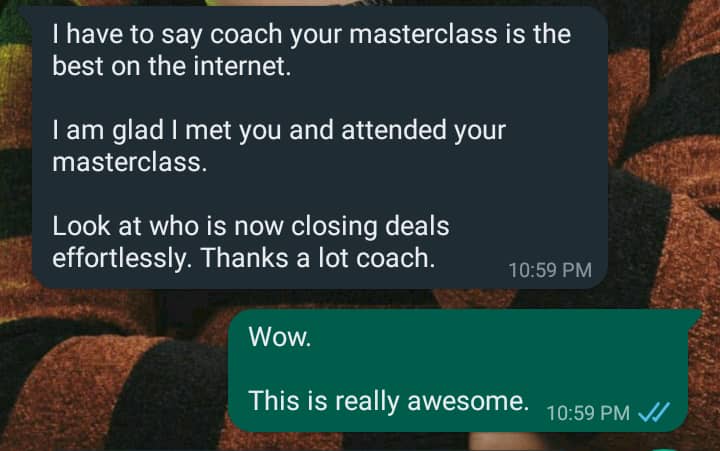 I have to say coach your masterclass is the
best on the internet.
I am glad I met you and attended your
masterclass.
Look at who is now closing deals
effortlessly. Thanks a lot coach.
10:59 PM
Wow.
This is really awesome.
10:59 PM